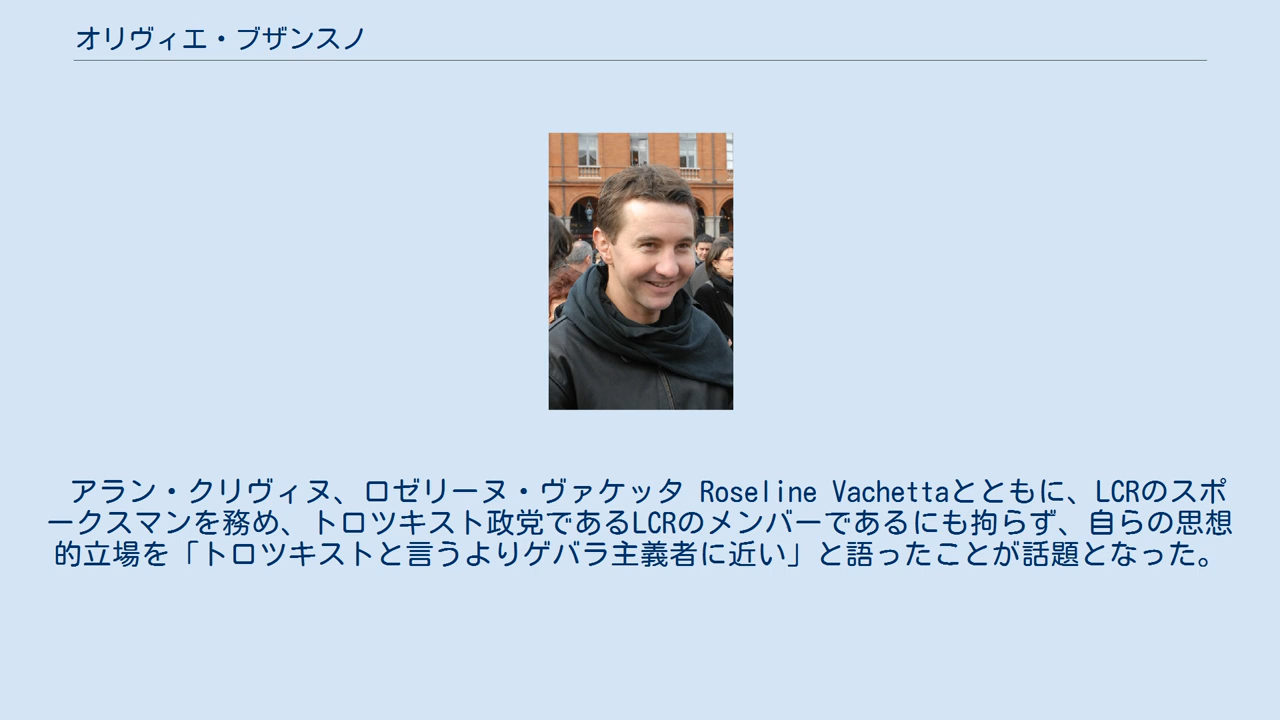 オリヴィエ・ブザンスノ
アラン・クリヴィヌ、ロゼリーヌ・ヴァケッタ Roseline Vachettaとともに、LCRのスポ
ークスマンを務め、トロツキスト政党であるLCRのメンバーであるにも拘らず、自らの思想
的立場を「トロツキストと言うよりゲバラ主義者に近い」と語ったことが話題となった。